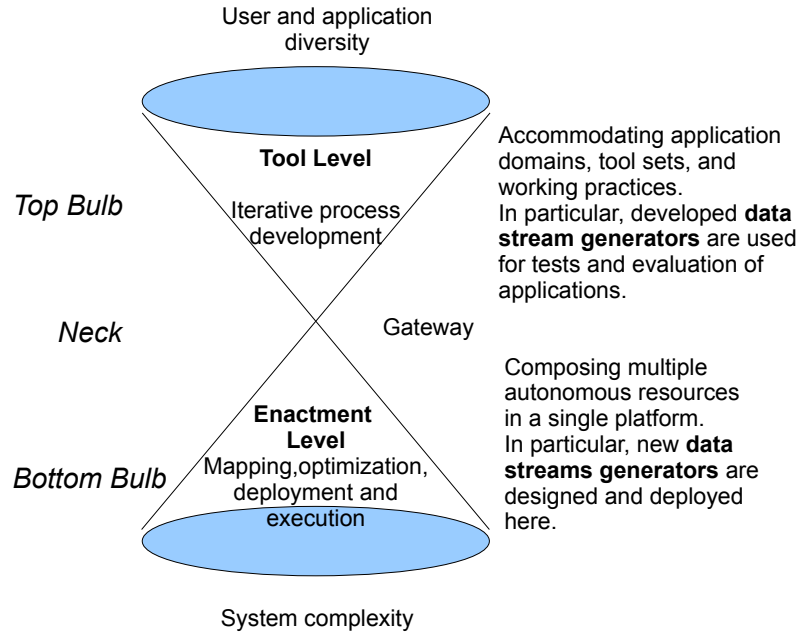 User and application
diversity
Tool Level
Iterative process
development
Top Bulb
Accommodating application
domains, tool sets, and
working practices.
In particular, developed data
stream generators are used
for tests and evaluation of
applications.
Neck
Gateway
Enactment
Level
Mapping,optimization,
deployment and
execution
Bottom Bulb
Composing multiple
autonomous resources
in a single platform.
In particular, new data
streams generators are
designed and deployed
here.
System complexity